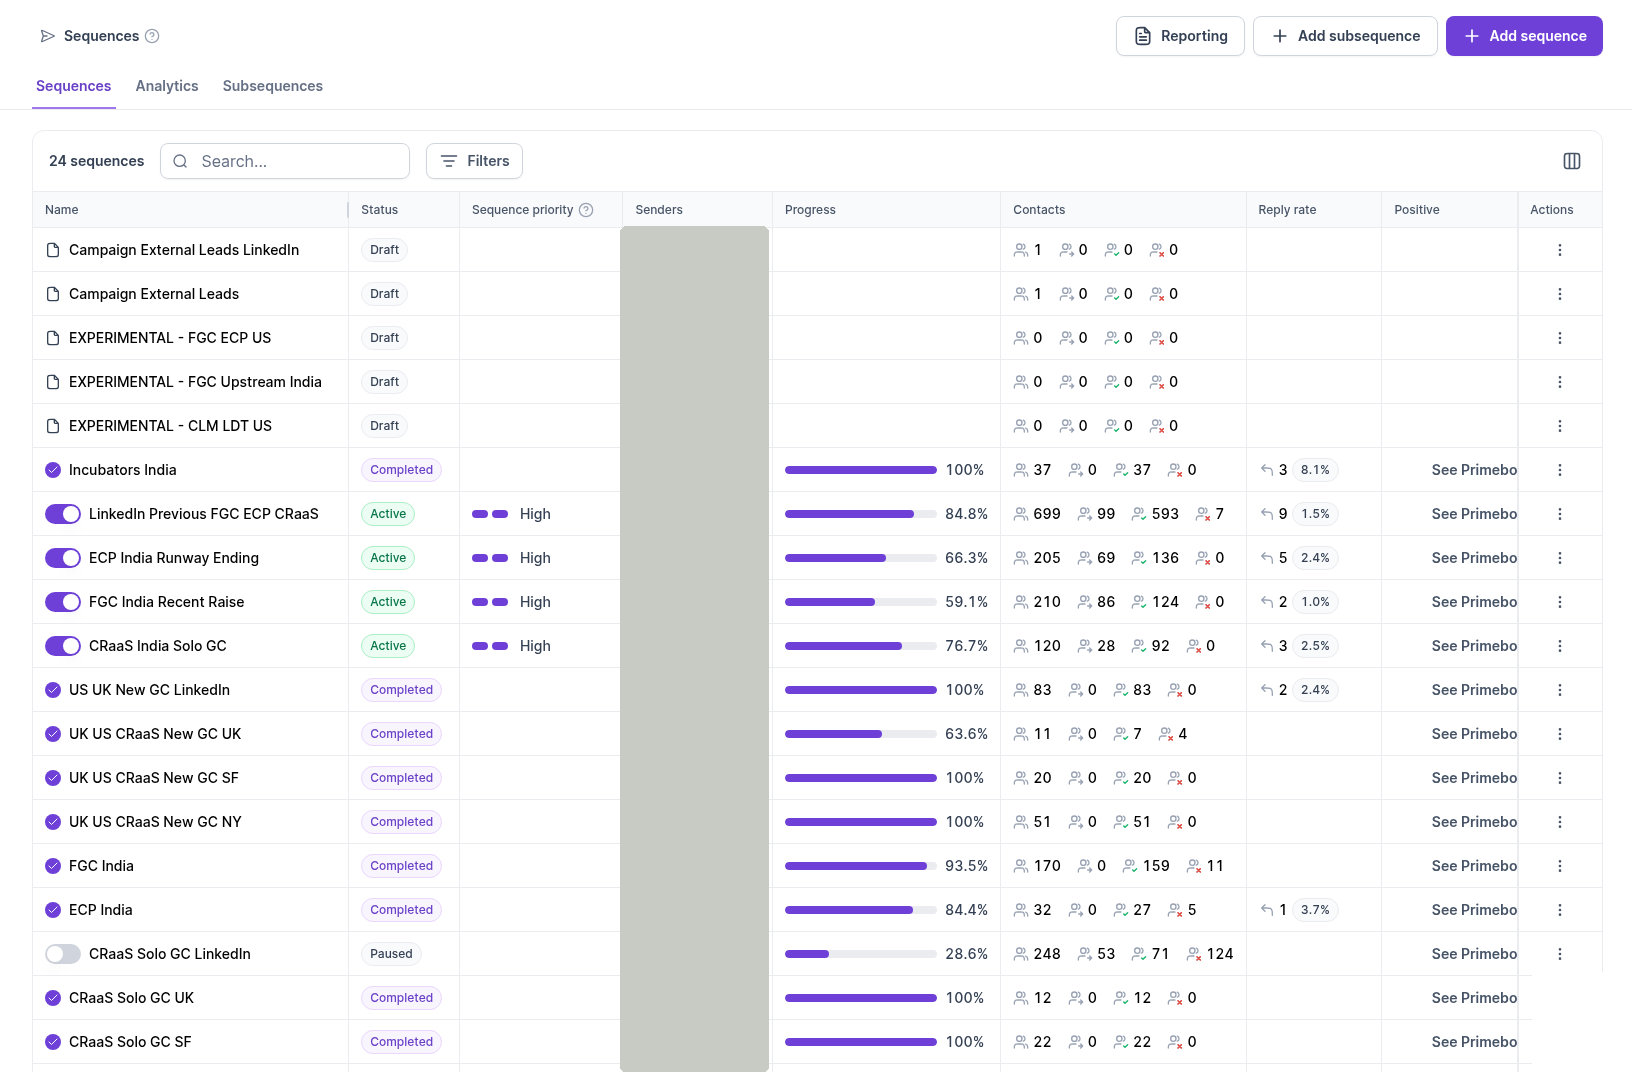 Sequences
Reporting
Add subsequence
Add sequence
Sequences Analytics Subsequences
24 sequences Search... Filters
Name Status Sequence priority Senders Progress Contacts Reply rate Positive Actions
Campaign External Leads LinkedIn Draft 1 0 0 0
Campaign External Leads Draft 1 0 0 0
EXPERIMENTAL - FGC ECP US Draft 0 0 0 0
EXPERIMENTAL - FGC Upstream India Draft 0 0 0 0
EXPERIMENTAL - CLM LDT US Draft 0 0 0 0
Incubators India Completed 100% 37 0 37 0 3 8.1% See Primebo
LinkedIn Previous FGC ECP CRaaS Active High 84.8% 699 99 593 7 9 1.5% See Primebo
ECP India Runway Ending Active High 66.3% 205 69 136 0 5 2.4% See Primebo
FGC India Recent Raise Active High 59.1% 210 86 124 0 2 1.0% See Primebo
CRaaS India Solo GC Active High 76.7% 120 28 92 0 3 2.5% See Primebo
US UK New GC LinkedIn Completed 100% 83 0 83 0 2 2.4% See Primebo
UK US CRaaS New GC UK Completed 63.6% 11 0 7 4 See Primebo
UK US CRaaS New GC SF Completed 100% 20 0 20 0 See Primebo
UK US CRaaS New GC NY Completed 100% 51 0 51 0 See Primebo
FGC India Completed 93.5% 170 0 159 11 See Primebo
ECP India Completed 84.4% 32 0 27 5 1 3.7% See Primebo
CRaaS Solo GC LinkedIn Paused 28.6% 248 53 71 124 See Primebo
CRaaS Solo GC UK Completed 100% 12 0 12 0 See Primebo
CRaaS Solo GC SF Completed 100% 22 0 22 0 See Primebo